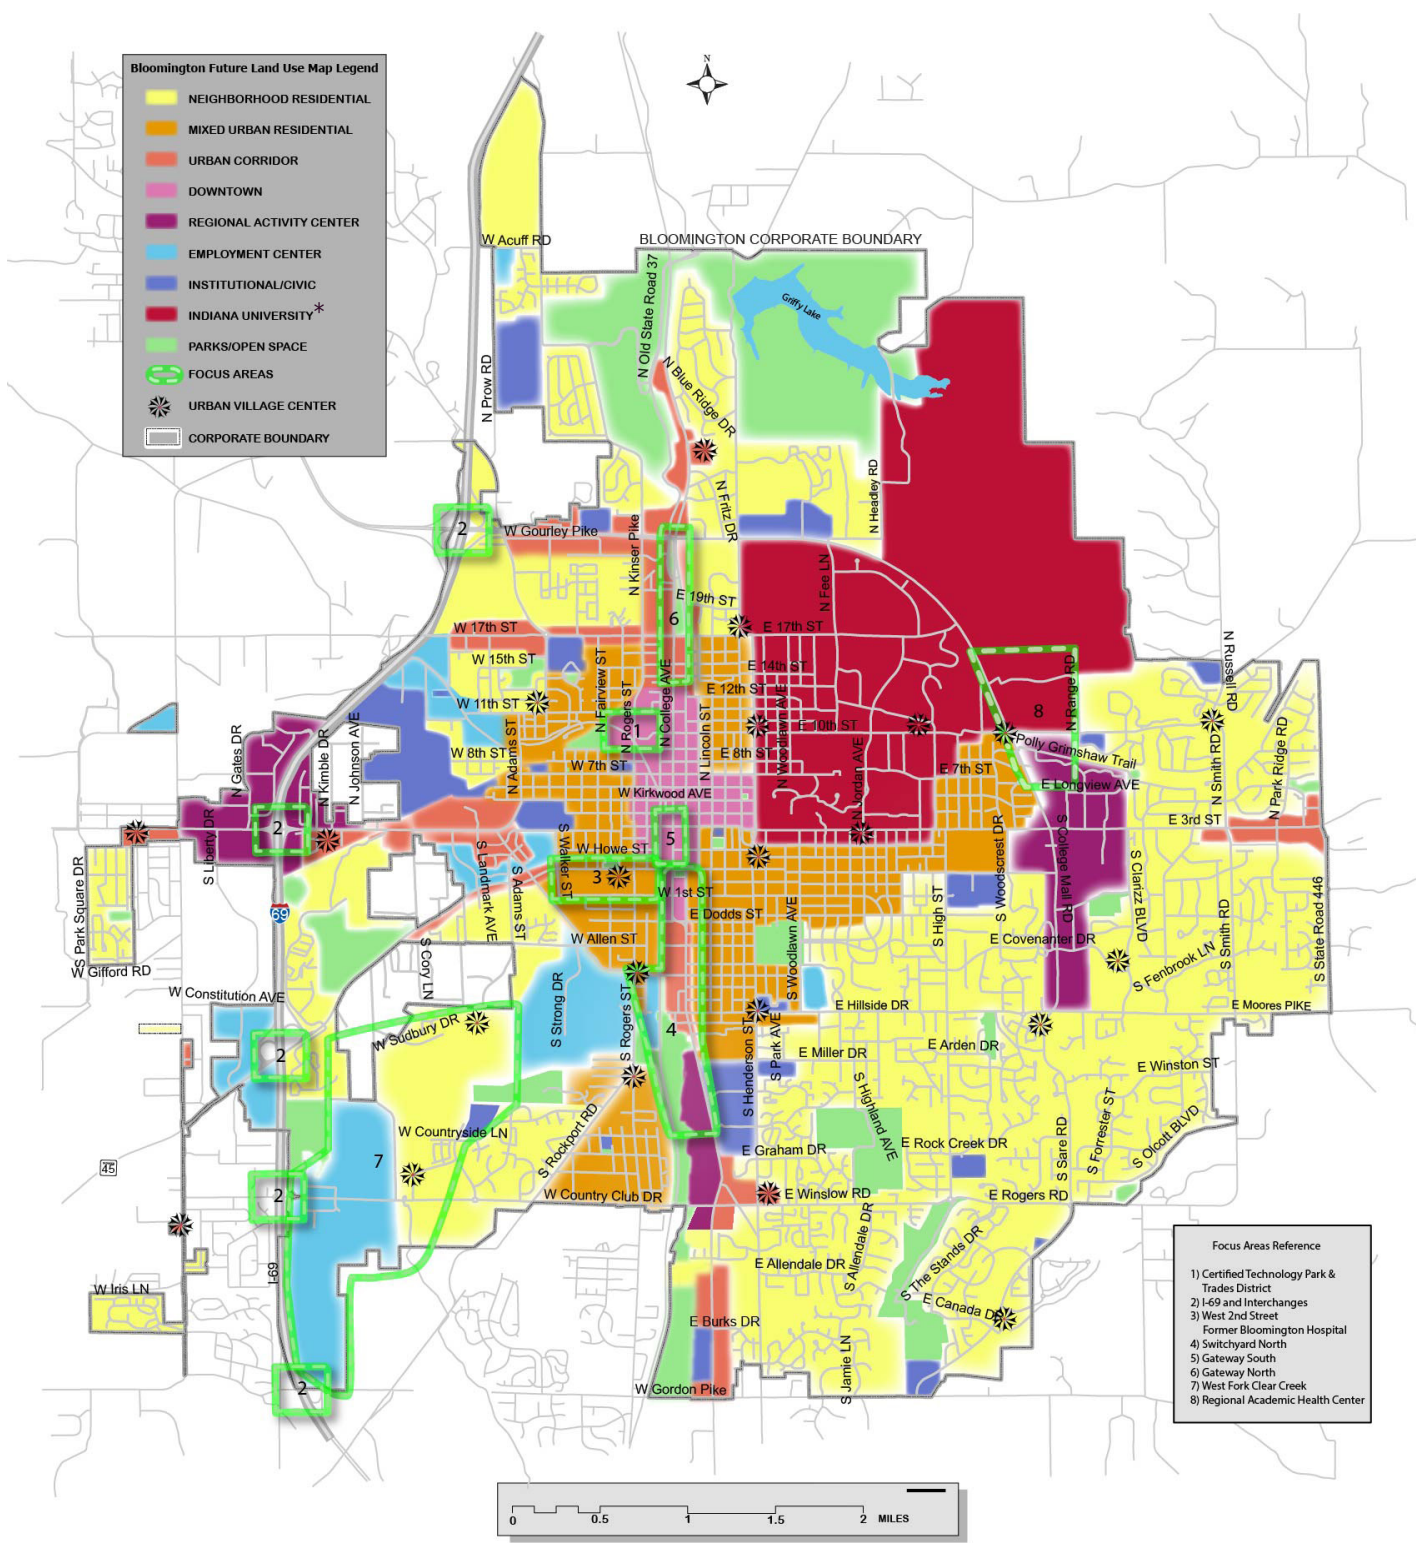 Bloomington Future Land Use Map Legend
NEIGHBORHOOD RESIDENTIAL
MIXED URBAN RESIDENTIAL
URBAN CORRIDOR
DOWNTOWN
REGIONAL ACTIVITY CENTER
EMPLOYMENT CENTER
INSTITUTIONAL/CIVIC
INDIANA UNIVERSITY*
PARKS/OPEN SPACE
FOCUS AREAS
URBAN VILLAGE CENTER
CORPORATE BOUNDARY
N
W Acuff RD
BLOOMINGTON CORPORATE BOUNDARY
N Old State Road 37
Griffy Lake
N Prow RD
N Blue Ridge DR
N Headley RD
N Fritz DR
2
W Gourley Pike
N Kinser Pike
N Fee LN
E 19th ST
6
W 17th ST
E 17th ST
W 15th ST
E 14th ST
N Fairview ST
N Rogers ST
N College AVE
E 12th ST
N Woodlawn AVE
N Range RD
N Russell RD
W 11th ST
8
1
E 10th ST
N Lincoln ST
N Gates DR
N Kimble DR
N Johnson AVE
W 8th ST
N Adams ST
E 8th ST
W 7th ST
N Jordan AVE
E 7th ST
Polly Grimshaw Trail
N Smith RD
N Park Ridge RD
E Longview AVE
W Kirkwood AVE
E 3rd ST
2
S Liberty DR
5
W Howe ST
S Walker ST
S Landmark AVE
S Adams ST
3
W 1st ST
S College Mall RD
S Woodscrest DR
S Clarizz BLVD
S High ST
E Dodds ST
S Woodlawn AVE
S Park Square DR
69
W Allen ST
E Covenanter DR
S Smith RD
State Road 446
S Fenbrook LN
W Gifford RD
S Cory LN
W Constitution AVE
S Strong DR
S Rogers ST
E Hillside DR
E Moores PIKE
W Sudbury DR
4
S Henderson ST
S Park AVE
2
E Miller DR
E Arden DR
E Winston ST
S Highland AVE
W Countryside LN
S Rockport RD
E Graham DR
E Rock Creek DR
S Sare RD
S Forrester ST
S Olcott BLVD
45
7
2
W Country Club DR
E Winslow RD
E Rogers RD
S Allendale DR
S The Stands DR
E Allendale DR
I-69
W Iris LN
E Canada DR
E Burks DR
S Jamie LN
2
W Gordon Pike
Focus Areas Reference
1) Certified Technology Park &
Trades District
2) I-69 and Interchanges
3) West 2nd Street
Former Bloomington Hospital
4) Switchyard North
5) Gateway South
6) Gateway North
7) West Fork Clear Creek
8) Regional Academic Health Center
0 0.5 1 1.5 2 MILES